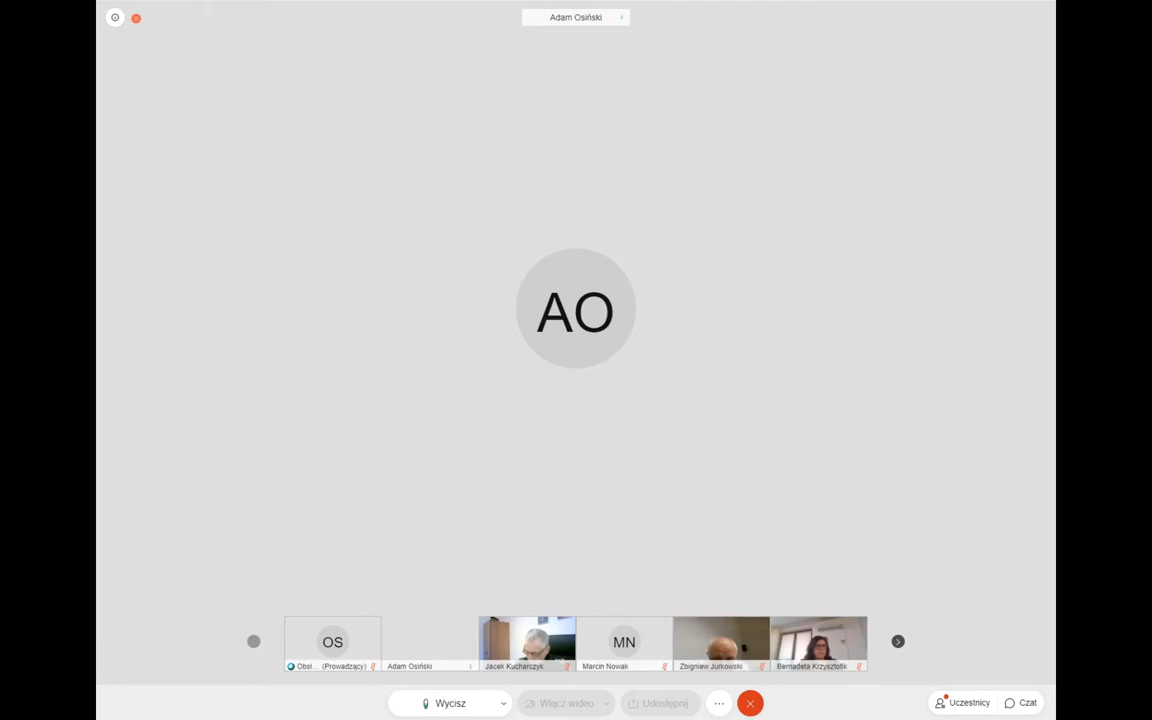 Adam Osiński
AO
OS
MN
Obsł... (Prowadzący)
Adam Osiński
Jacek Kucharczyk
Marcin Nowak
Zbigniew Jurkowski
Bernadeta Krzysztofik
Wycisz
Włącz wideo
Udostępnij
Uczestnicy
Czat